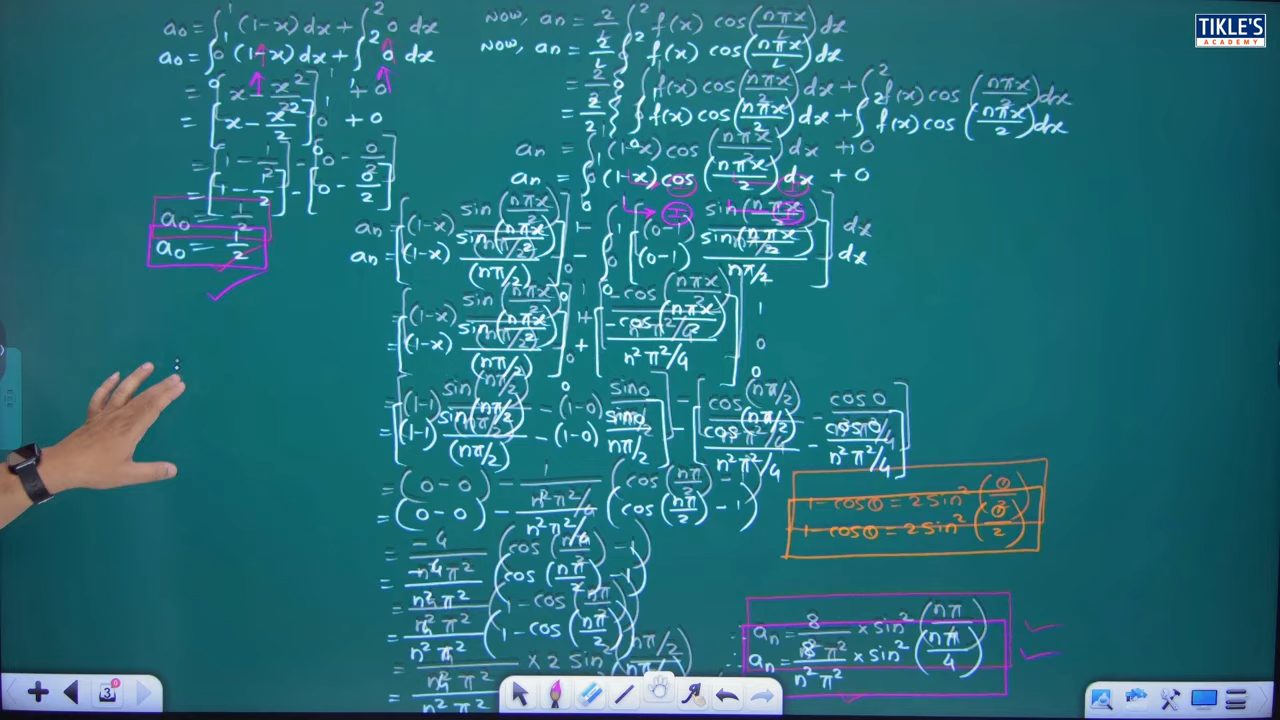 TIKLE'S
ACADEMY
a₀ = ∫₀¹ (1-x) dx + ∫₁² 0 dx
= [x - x²/2]₀¹ + 0
= [1 - 1/2] - [0 - 0/2]
a₀ = 1/2
Now, an = 2/L ∫₀² f(x) cos(nπx/L) dx
= 2/2 { ∫₀¹ f(x) cos(nπx/2) dx + ∫₁² f(x) cos(nπx/2) dx
an = ∫₀¹ (1-x) cos(nπx/2) dx + 0
an = [(1-x) sin(nπx/2)/(nπ/2)]₀¹ - ∫₀¹ [(0-1) sin(nπx/2)/nπ/2] dx
= [(1-x) sin(nπx/2)/(nπ/2)]₀¹ + [-cos(nπx/2)/n²π²/4]₀¹
= [(1-1) sin(nπ/2)/(nπ/2) - (1-0) sin0/nπ/2] - [cos(nπ/2)/n²π²/4 - cos0/n²π²/4]
= (0-0) - 1/n²π²/4 (cos(nπ/2) - 1)
= -4/n²π² (cos(nπ/2) - 1)
= 4/n²π² (1 - cos(nπ/2))
= 4/n²π² × 2 sin² (nπ/2
1 - cosθ = 2 sin²(θ/2)
∴ an = 8/n²π² × sin²(nπ/4)
3